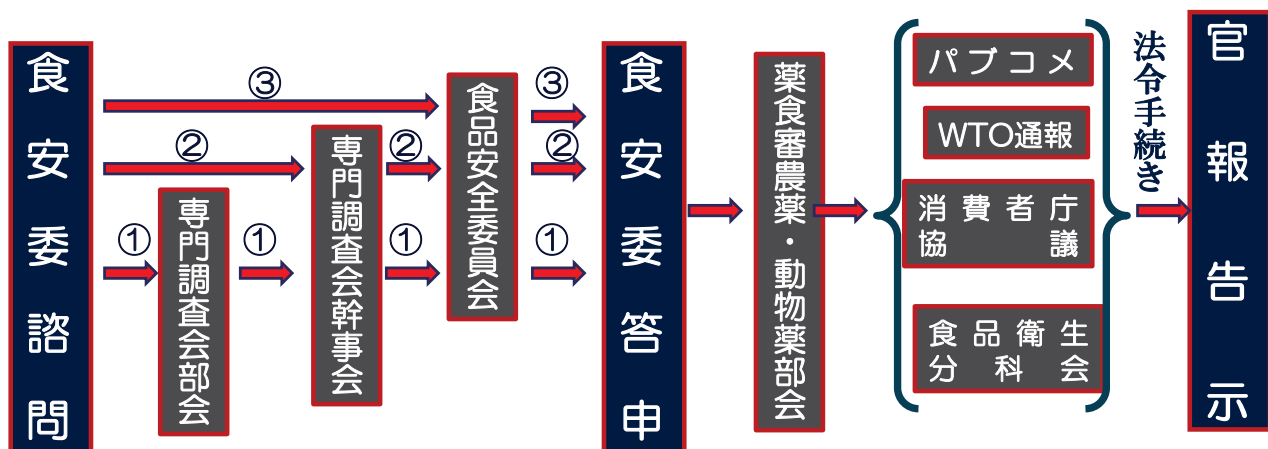 食安委諮問
③
②
①
専門調査会部会
①
専門調査会幹事会
②
①
食品安全委員会
③
②
①
食安委答申
薬食審農薬・動物薬部会
パブコメ
WTO通報
消費者庁
協議
食品衛生
分科会
法令手続き
官報告示